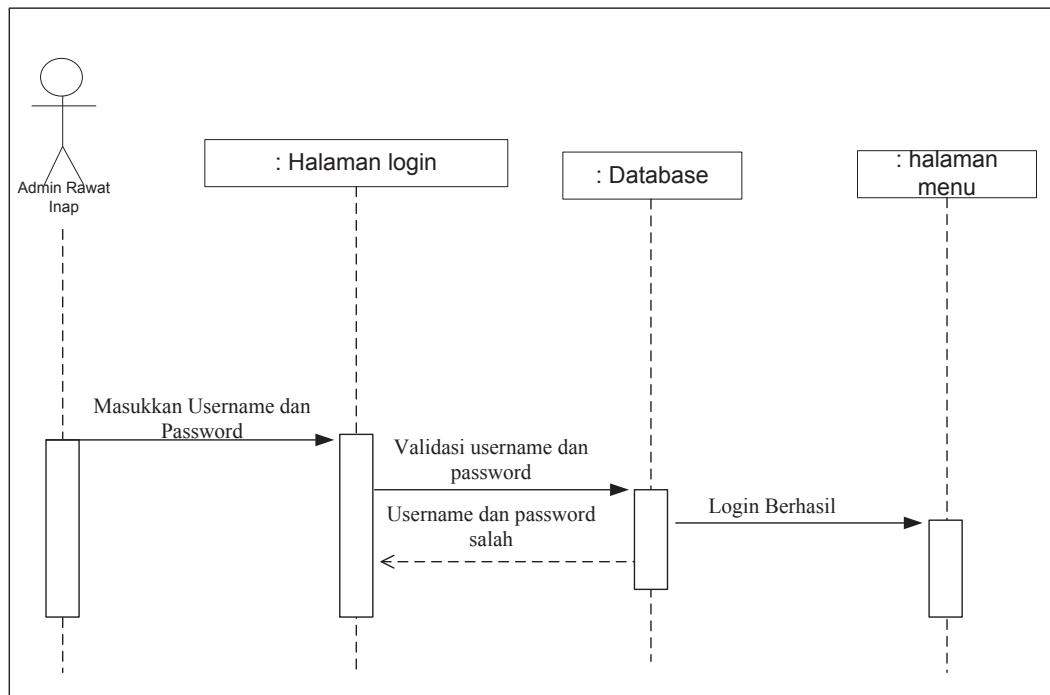 Admin Rawat
Inap
: Halaman login
: Database
: halaman
menu
Masukkan Username dan
Password
Validasi username dan
password
Username dan password
salah
Login Berhasil